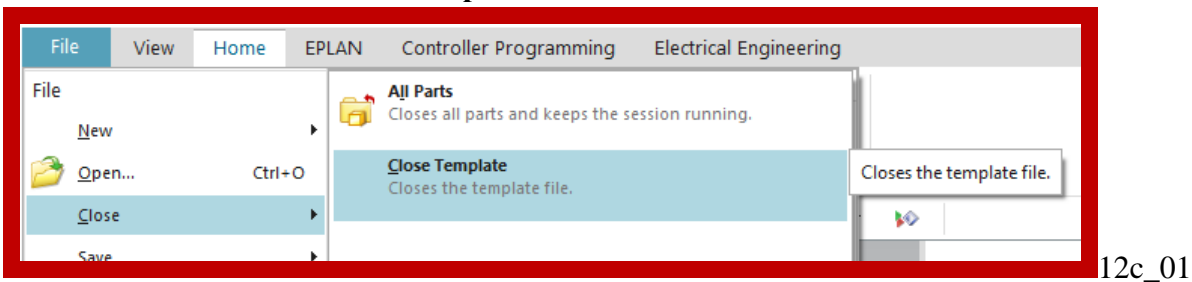 File View Home EPLAN Controller Programming Electrical Engineering
File
New
Open... Ctrl+O
Close
Save
All Parts
Closes all parts and keeps the session running.
Close Template
Closes the template file.
Closes the template file.
12c_01